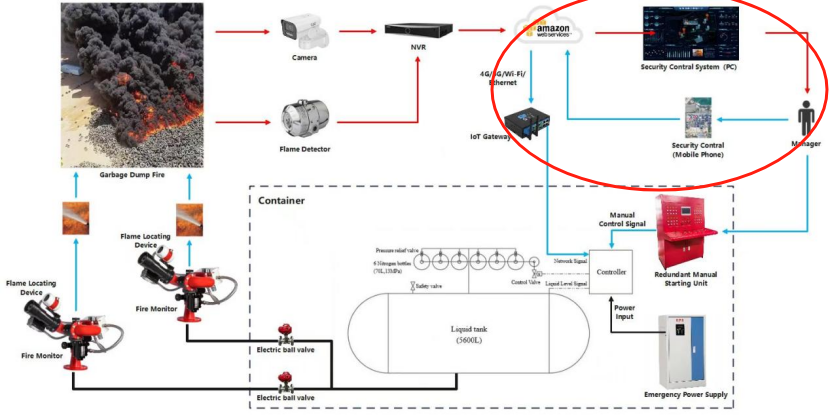 Camera
NVR
amazon
web services
Security Control System (PC)
4G/5G/Wi-Fi/
Ethernet
Flame Detector
IoT Gateway
Security Contral
(Mobile Phone)
Manager
Garbage Dump Fire
Container
Manual
Control Signal
Flame Locating
Device
Pressure relief valve
6 Nitrogen bottles
(70L,15MPa)
Network Signal
Controller
Redundant Manual
Starting Unit
Flame Locating
Device
Fire Monitor
Safety valve
Control Valve
Liquid Level Signal
Power
Input
Liquid tank
(5600L)
Electric ball valve
Fire Monitor
Electric ball valve
Emergency Power Supply